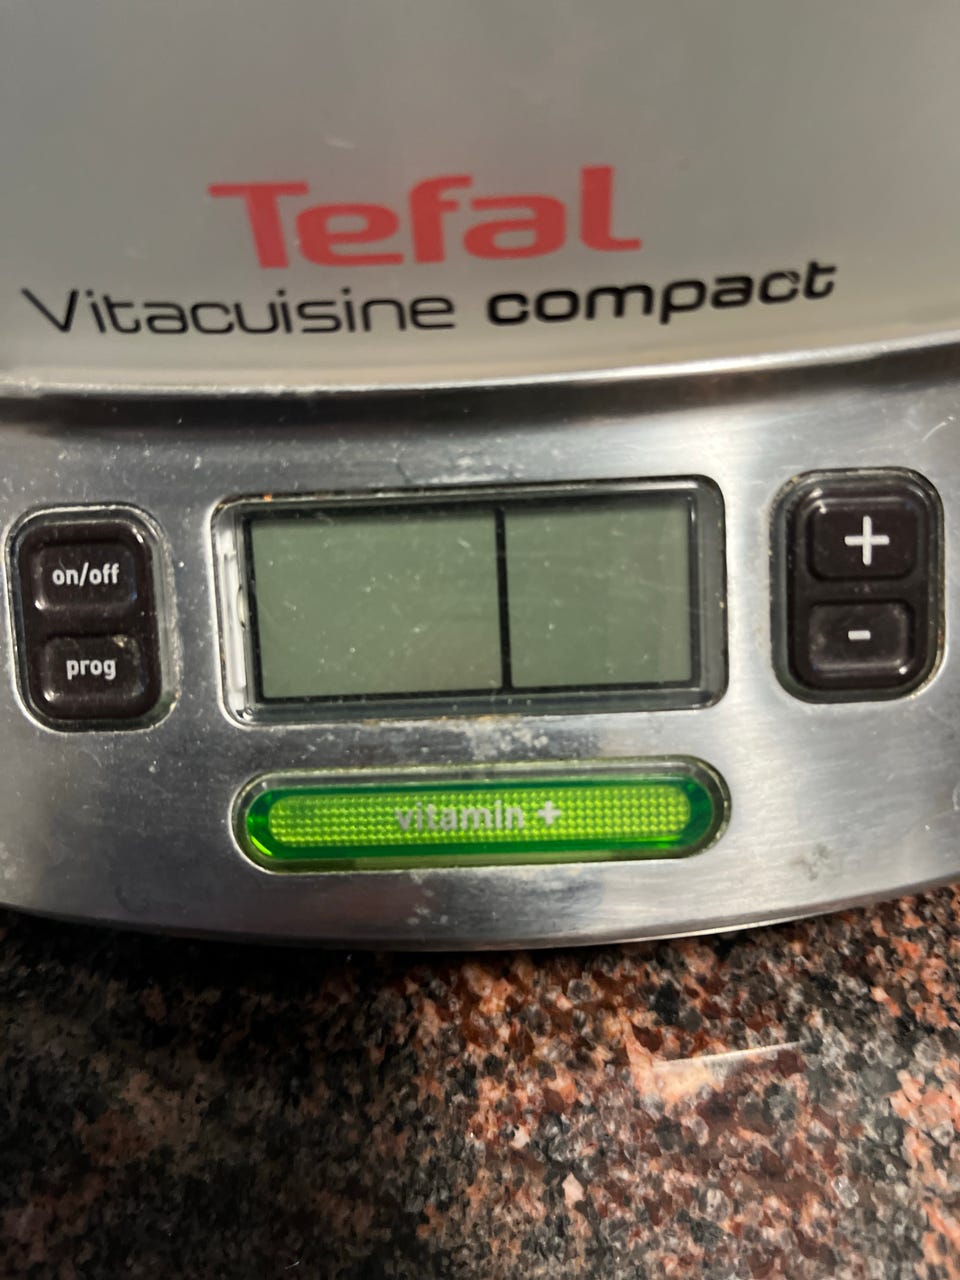 Tefal
Vitacuisine compact
on/off
prog
+
-
vitamin +